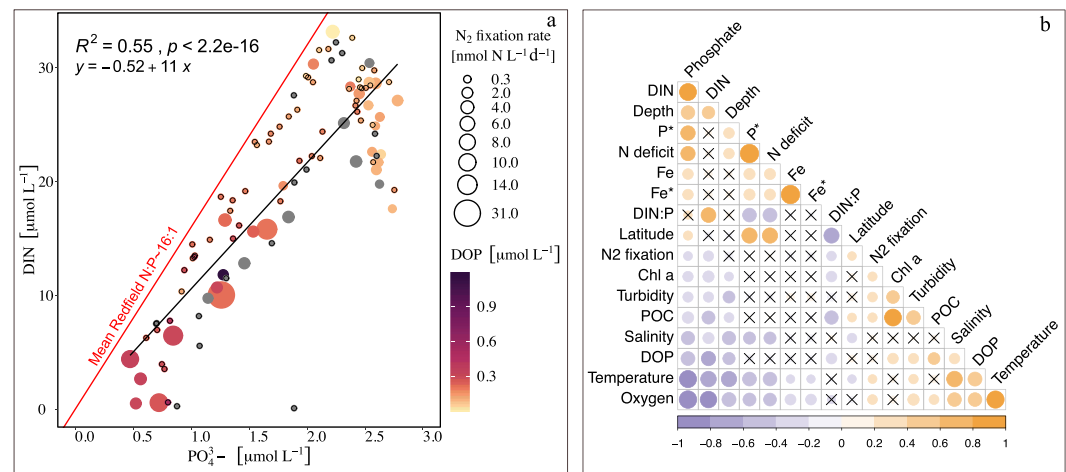 a
R² = 0.55 , p < 2.2e-16
y = −0.52 + 11 x
Mean Redfield N:P~16:1
DIN [μmol L⁻¹]
30
20
10
0
0.0 0.5 1.0 1.5 2.0 2.5 3.0
PO₄³− [μmol L⁻¹]
N₂ fixation rate
[nmol N L⁻¹ d⁻¹]
0.3
2.0
4.0
6.0
8.0
10.0
14.0
31.0
DOP [μmol L⁻¹]
0.9
0.6
0.3
b
Phosphate
DIN
Depth
P*
N deficit
Fe
Fe*
DIN:P
Latitude
N2 fixation
Chl a
Turbidity
POC
Salinity
DOP
Temperature
DIN
Depth
P*
N deficit
Fe
Fe*
DIN:P
Latitude
N2 fixation
Chl a
Turbidity
POC
Salinity
DOP
Temperature
Oxygen
−1 −0.8 −0.6 −0.4 −0.2 0 0.2 0.4 0.6 0.8 1